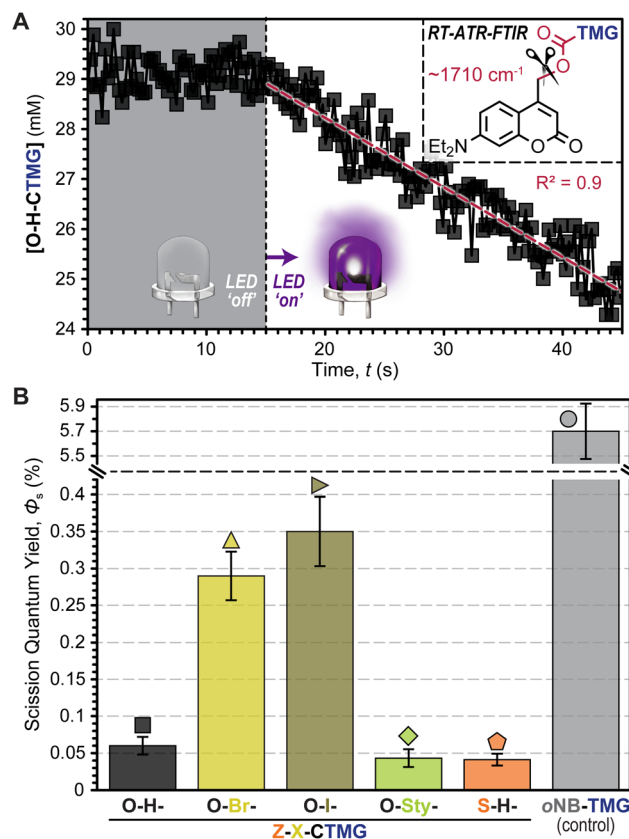 A
[O-H-CTMG] (mM)
30
29
28
27
26
25
24
RT-ATR-FTIR
~1710 cm⁻¹
O
TMG
O
Et₂N
O
O
R² = 0.9
LED
'off'
LED
'on'
0
10
20
30
40
Time, t (s)
B
Scission Quantum Yield, Φs (%)
5.9
5.7
5.5
0.4
0.35
0.3
0.25
0.2
0.15
0.1
0.05
0
O-H-
O-Br-
O-I-
O-Sty-
S-H-
oNB-TMG
(control)
Z-X-CTMG